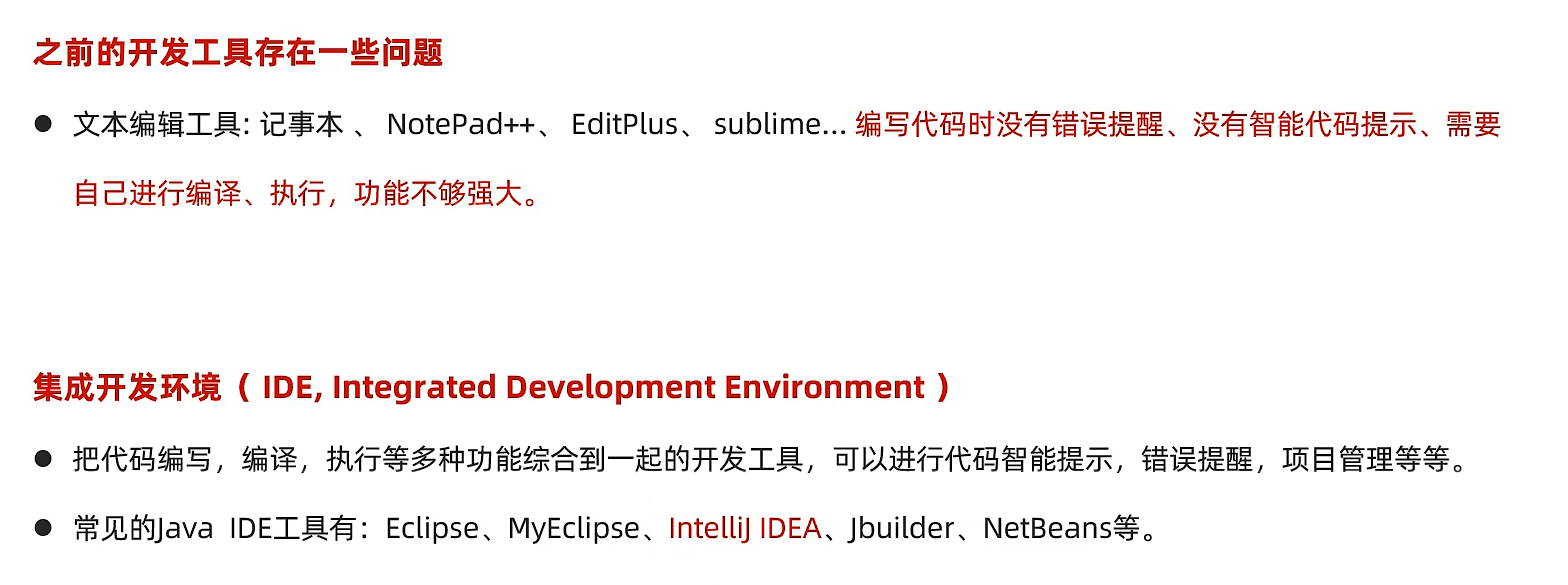 之前的开发工具存在一些问题
● 文本编辑工具: 记事本 、 NotePad++、 EditPlus、 sublime... 编写代码时没有错误提醒、没有智能代码提示、需要
自己进行编译、执行，功能不够强大。
集成开发环境（ IDE, Integrated Development Environment ）
● 把代码编写，编译，执行等多种功能综合到一起的开发工具，可以进行代码智能提示，错误提醒，项目管理等等。
● 常见的Java IDE工具有：Eclipse、MyEclipse、IntelliJ IDEA、Jbuilder、NetBeans等。